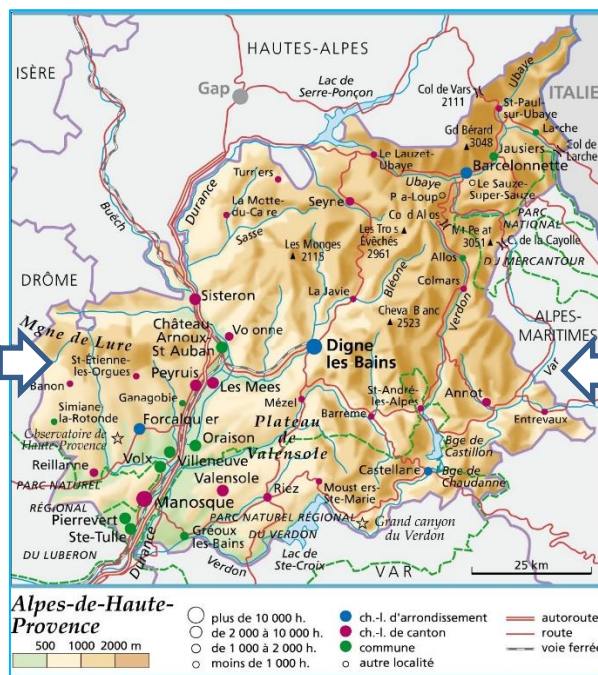 HAUTES-ALPES
ISÈRE
Gap
Lac de
Serre-Ponçon
Col de Vars
2111
Ubaye
ITALIE
St-Paul-
sur-Ubaye
Gd Bérard
3048
Larche
Col de
Larche
Jausiers
Barcelonnette
Le Lauzet-
Ubaye
Ubaye
Le Sauze-
Super-Sauze
Durance
Turriers
Buëch
La Motte-
du-Caire
Seyne
Sasse
Les Monges
2115
Évêchés
2961
PARC
NATIONAL
DU MERCANTOUR
3051
C. de la Cayolle
Allos
Colmars
DRÔME
Sisteron
La Javie
Bléone
2523
Verdon
ALPES-
MARITIMES
Var
Mgne de Lure
Château-
Arnoux-
St Auban
Digne
les Bains
St-Étienne-
les-Orgues
Banon
Peyruis
Les Mees
Ganagobie
Mézel
St-André-
les-Alpes
Annot
Simiane
la-Rotonde
Forcalquier
Barreme
Entrevaux
Observatoire de
Haute-Provence
Oraison
Plateau
de
Valensole
Bge de
Castillon
Reillanne
Volx
Villeneuve
Castellane
Bge de
Chaudanne
PARC NATUREL
RÉGIONAL
DU LUBERON
Valensole
Riez
Manosque
Ste-Marie
Pierrevert
Ste-Tulle
PARC NATUREL RÉGIONAL
DU VERDON
Grand canyon
du Verdon
Gréoux
les-Bains
Durance
Verdon
Lac de
Ste-Croix
VAR
25 km
Alpes-de-Haute-
Provence
500 1000 2000 m
plus de 10 000 h.
de 2 000 à 10 000 h.
de 1 000 à 2 000 h.
moins de 1 000 h.
ch.-l. d'arrondissement
ch.-l. de canton
commune
autre localité
autoroute
route
voie ferrée